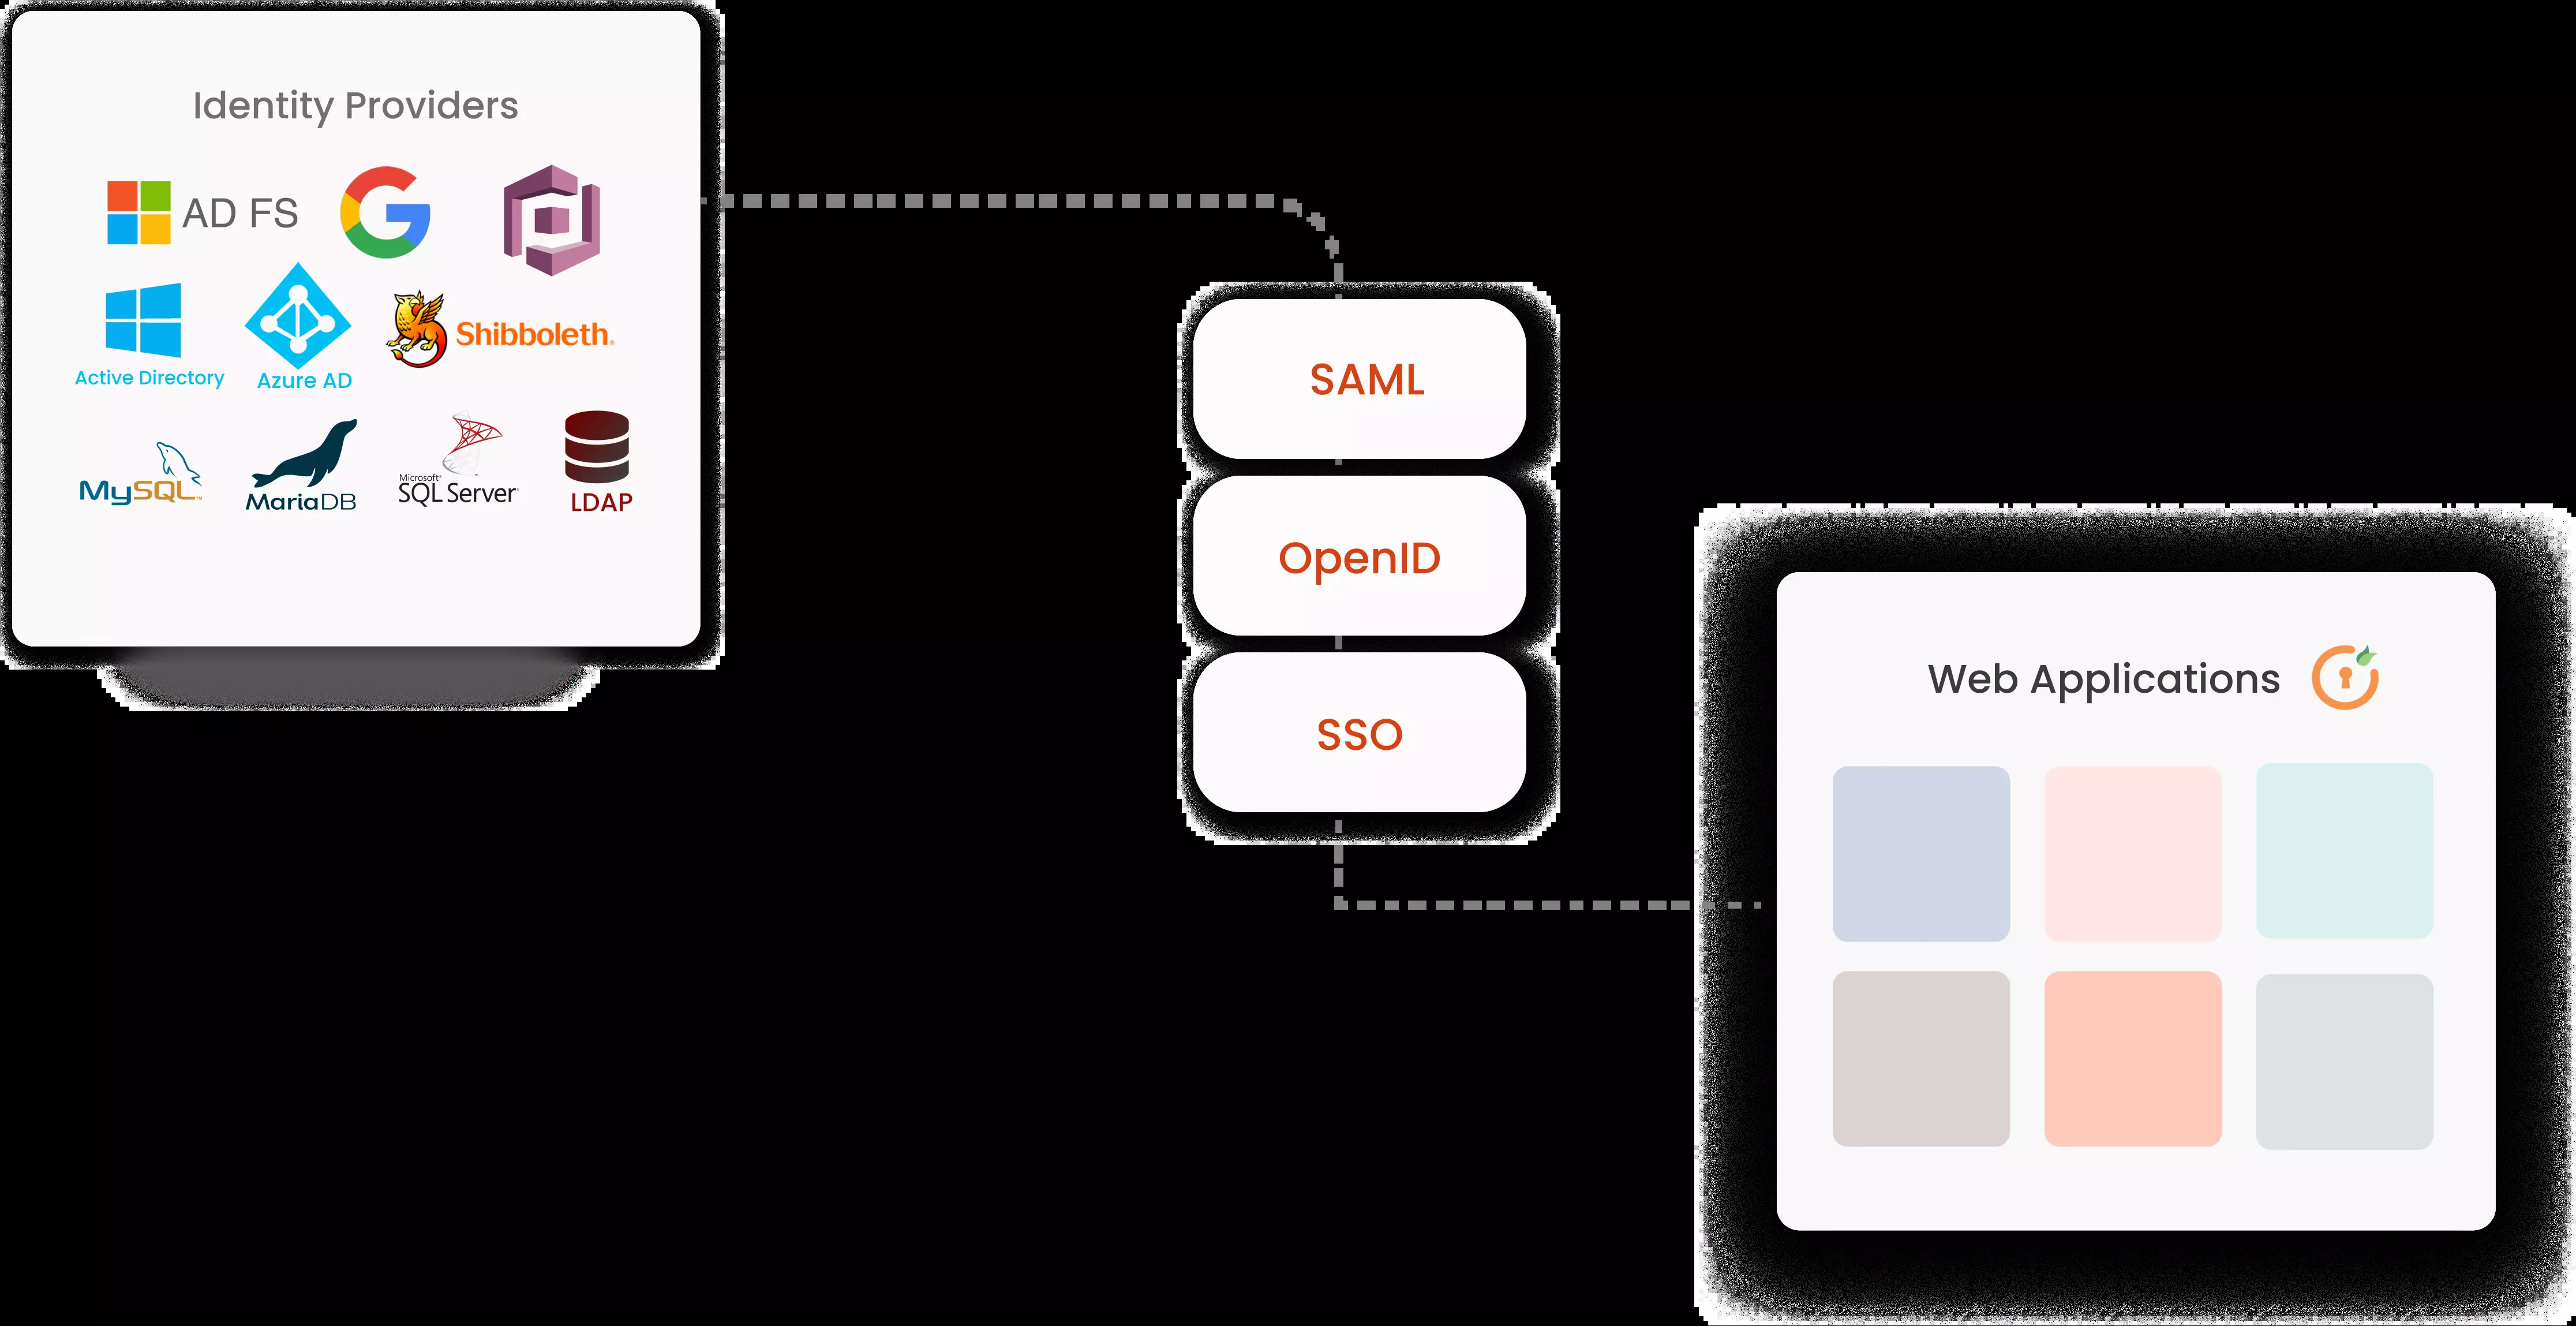 Identity Providers
AD FS
Active Directory
Azure AD
Shibboleth®
MySQL™
MariaDB
Microsoft®
SQL Server
LDAP
SAML
OpenID
SSO
Web Applications